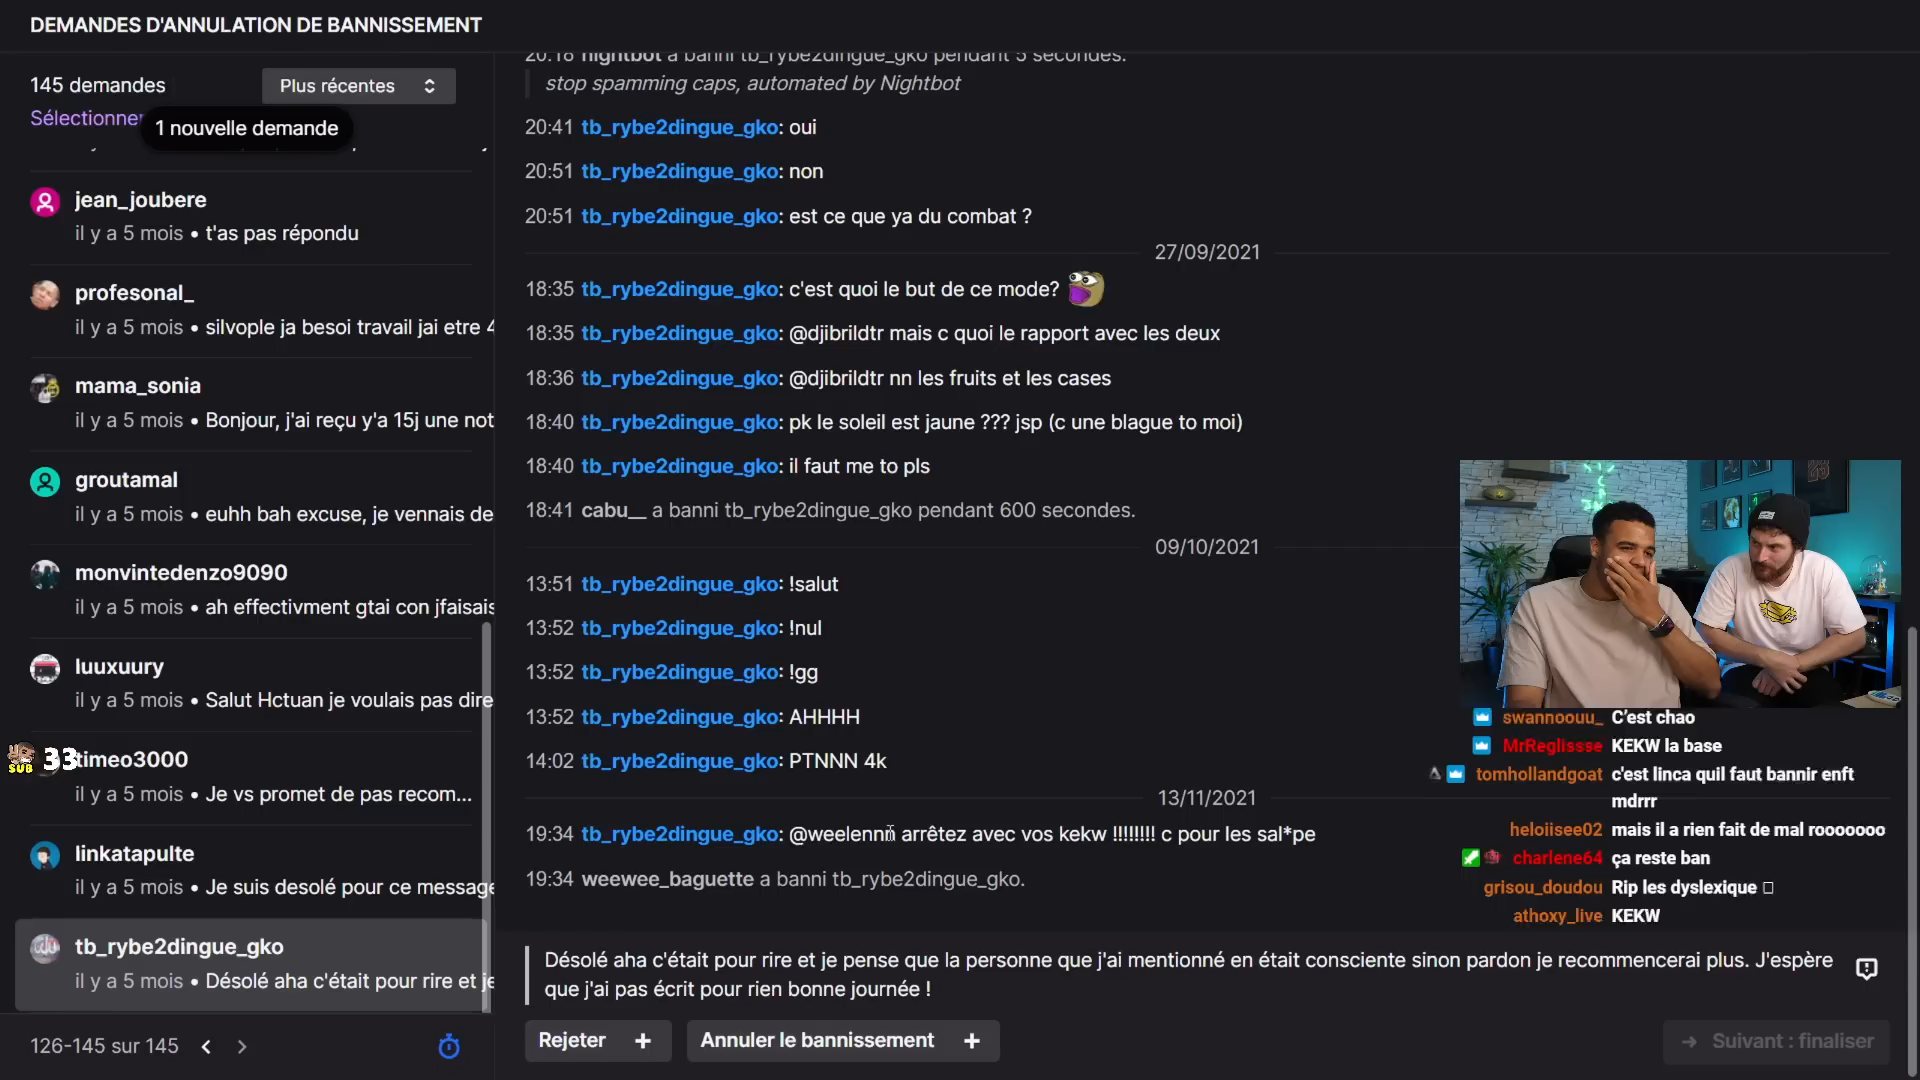 DEMANDES D'ANNULATION DE BANNISSEMENT
145 demandes
Plus récentes
Sélectionner
1 nouvelle demande
jean_joubere
il y a 5 mois • t'as pas répondu
profesonal_
il y a 5 mois • silvople ja besoi travail jai etre 4
mama_sonia
il y a 5 mois • Bonjour, j'ai reçu y'a 15j une not
groutamal
il y a 5 mois • euhh bah excuse, je vennais de
monvintedenzo9090
il y a 5 mois • ah effectivment gtai con jfaisais
luuxuury
il y a 5 mois • Salut Hctuan je voulais pas dire
SUB 33
timeo3000
il y a 5 mois • Je vs promet de pas recom...
linkatapulte
il y a 5 mois • Je suis desolé pour ce message
tb_rybe2dingue_gko
il y a 5 mois • Désolé aha c'était pour rire et je
126-145 sur 145
20:18 nightbot a banni tb_rybe2dingue_gko pendant 5 secondes.
stop spamming caps, automated by Nightbot
20:41 tb_rybe2dingue_gko: oui
20:51 tb_rybe2dingue_gko: non
20:51 tb_rybe2dingue_gko: est ce que ya du combat ?
27/09/2021
18:35 tb_rybe2dingue_gko: c'est quoi le but de ce mode?
18:35 tb_rybe2dingue_gko: @djibrildtr mais c quoi le rapport avec les deux
18:36 tb_rybe2dingue_gko: @djibrildtr nn les fruits et les cases
18:40 tb_rybe2dingue_gko: pk le soleil est jaune ??? jsp (c une blague to moi)
18:40 tb_rybe2dingue_gko: il faut me to pls
18:41 cabu__ a banni tb_rybe2dingue_gko pendant 600 secondes.
09/10/2021
13:51 tb_rybe2dingue_gko: !salut
13:52 tb_rybe2dingue_gko: !nul
13:52 tb_rybe2dingue_gko: !gg
13:52 tb_rybe2dingue_gko: AHHHH
14:02 tb_rybe2dingue_gko: PTNNN 4k
13/11/2021
19:34 tb_rybe2dingue_gko: arrêtez avec vos kekw !!!!!!!! c pour les sal*pe
19:34 weewee_baguette a banni tb_rybe2dingue_gko.
Désolé aha c'était pour rire et je pense que la personne que j'ai mentionné en était consciente sinon pardon je recommencerai plus. J'espère
que j'ai pas écrit pour rien bonne journée !
Rejeter +
Annuler le bannissement +
Suivant : finaliser
23
swannoouu_ C'est chao
MrReglissse KEKW la base
tomhollandgoat c'est linca quil faut bannir enft
mdrrr
heloiisee02 mais il a rien fait de mal rooooooo
charlene64 ça reste ban
grisou_doudou Rip les dyslexique
athoxy_live KEKW